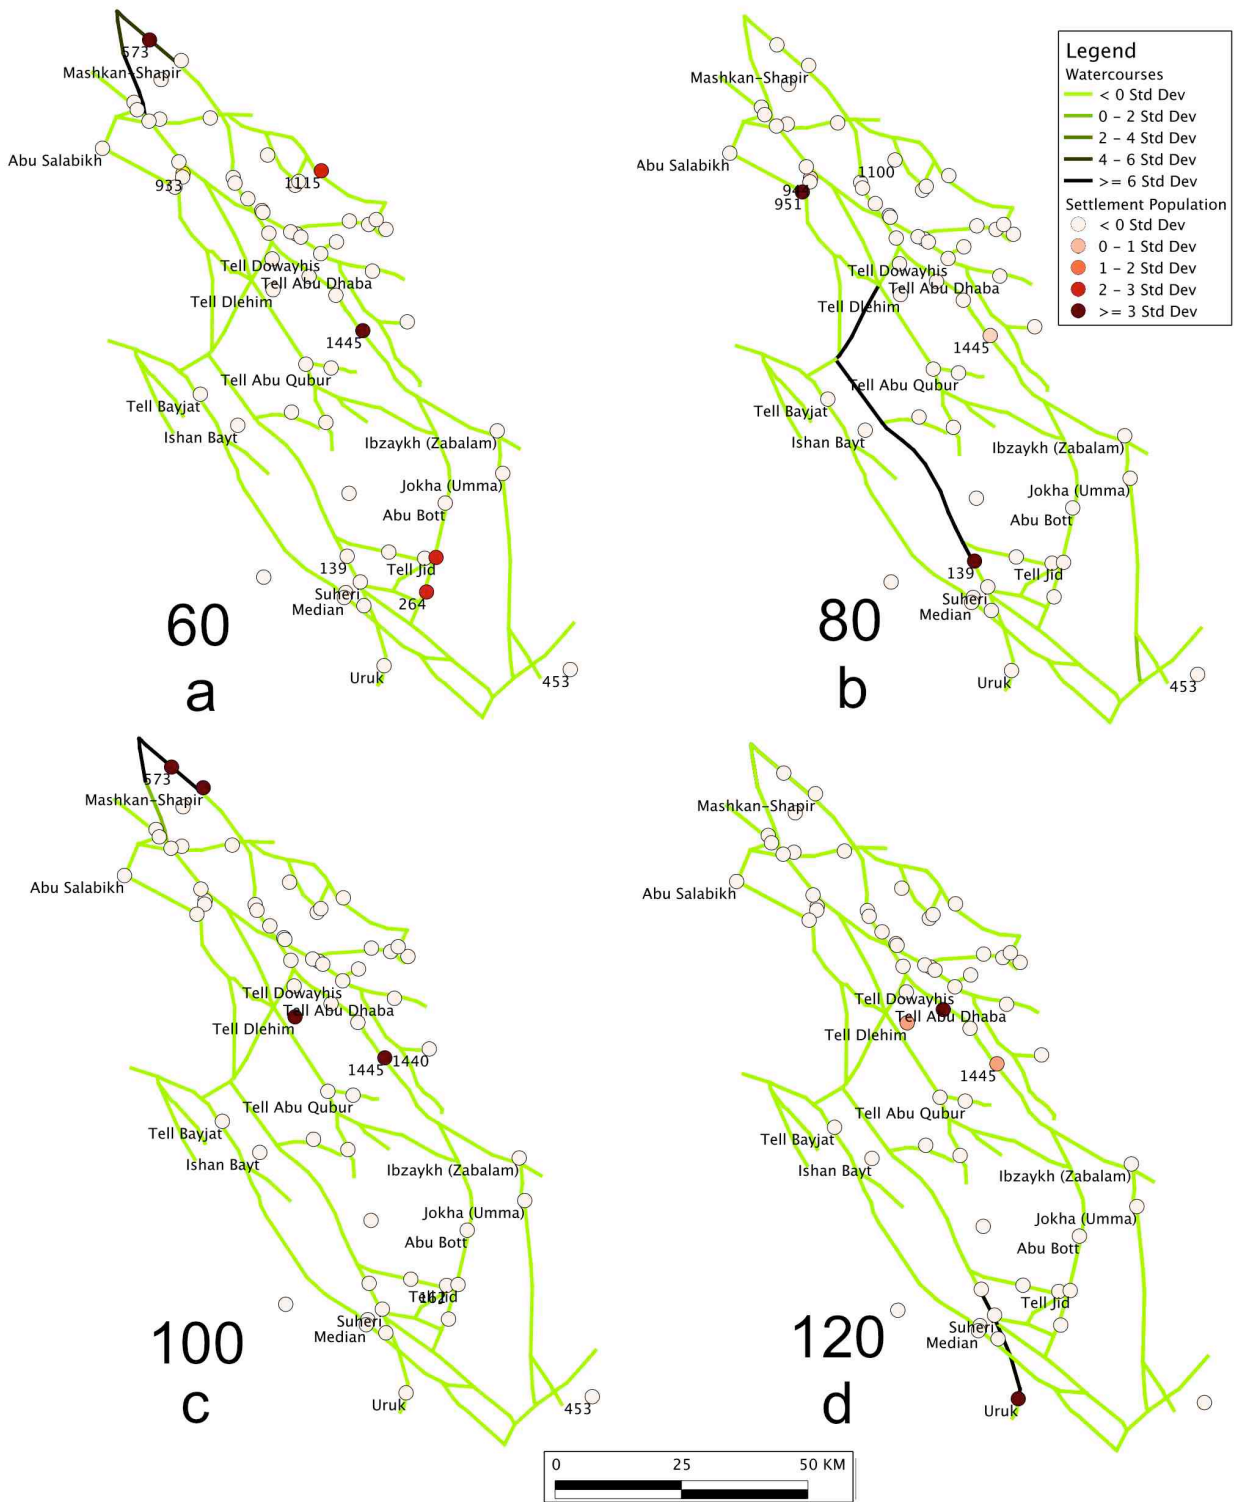 573
Mashkan-Shapir
Abu Salabikh
933
1115
Tell Dowayhis
Tell Abu Dhaba
Tell Dlehim
1445
Tell Abu Qubur
Tell Bayjat
Ishan Bayt
Ibzaykh (Zabalam)
Jokha (Umma)
Abu Bott
139
Tell Jid
Suheri
264
Median
Uruk
453
60
a
Mashkan-Shapir
Abu Salabikh
1100
951
Tell Dowayhis
Tell Abu Dhaba
Tell Dlehim
1445
Tell Abu Qubur
Tell Bayjat
Ishan Bayt
Ibzaykh (Zabalam)
Jokha (Umma)
Abu Bott
139
Tell Jid
Suheri
Median
Uruk
453
80
b
Legend
Watercourses
< 0 Std Dev
0 - 2 Std Dev
2 - 4 Std Dev
4 - 6 Std Dev
>= 6 Std Dev
Settlement Population
< 0 Std Dev
0 - 1 Std Dev
1 - 2 Std Dev
2 - 3 Std Dev
>= 3 Std Dev
573
Mashkan-Shapir
Abu Salabikh
Tell Dowayhis
Tell Abu Dhaba
Tell Dlehim
1445
1440
Tell Abu Qubur
Tell Bayjat
Ishan Bayt
Ibzaykh (Zabalam)
Jokha (Umma)
Abu Bott
Tell Jid
162
Suheri
Median
Uruk
453
100
c
Mashkan-Shapir
Abu Salabikh
Tell Dowayhis
Tell Abu Dhaba
Tell Dlehim
1445
Tell Abu Qubur
Tell Bayjat
Ishan Bayt
Ibzaykh (Zabalam)
Jokha (Umma)
Abu Bott
Tell Jid
Suheri
Median
Uruk
120
d
0 25 50 KM